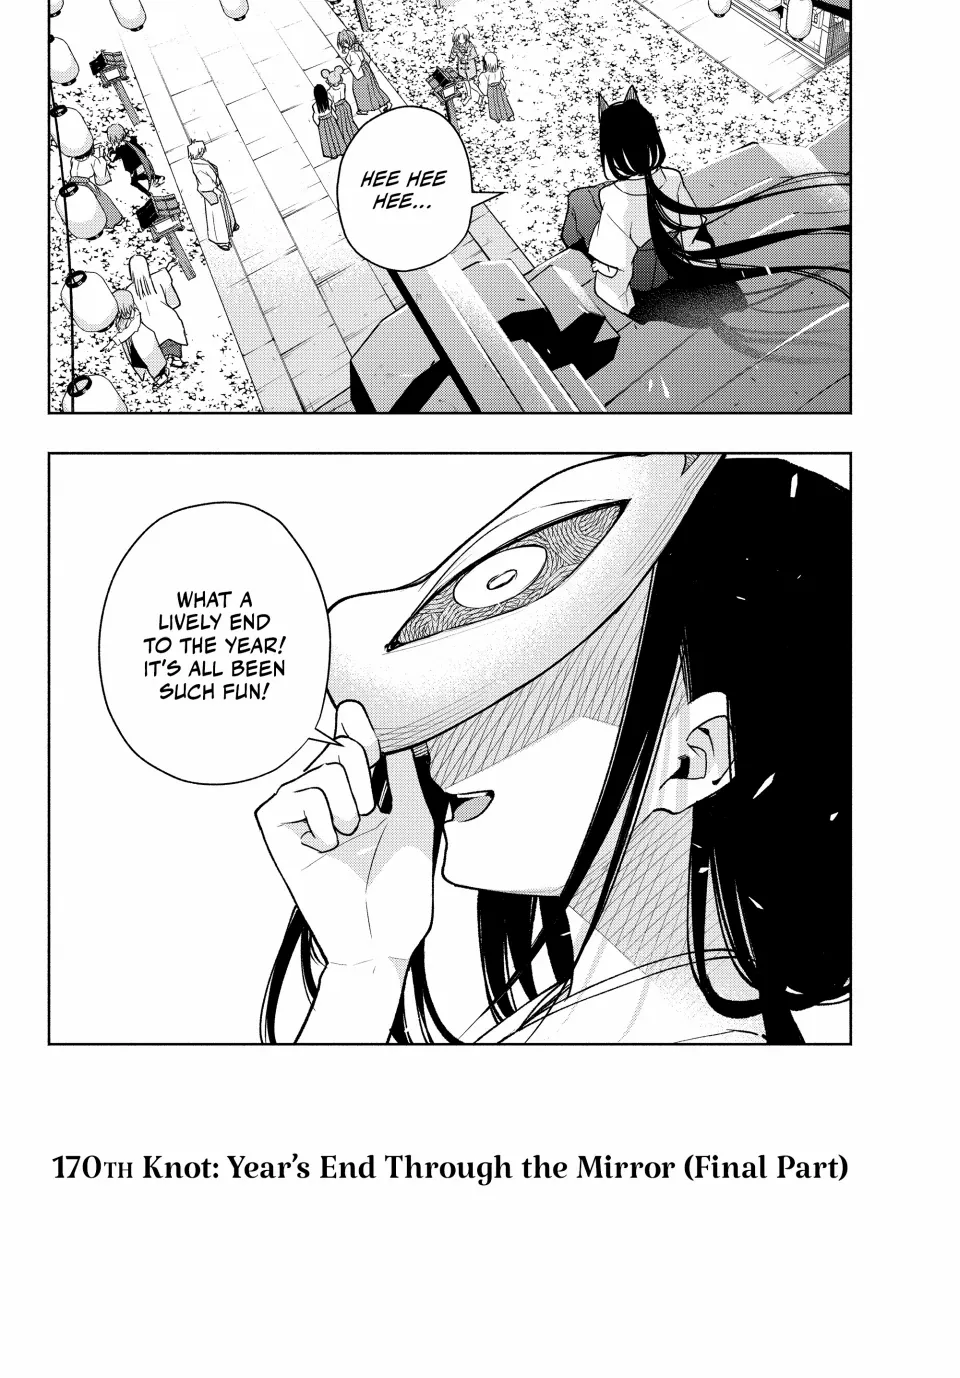 HEE HEE
HEE...
WHAT A
LIVELY END
TO THE YEAR!
IT'S ALL BEEN
SUCH FUN!
170TH Knot: Year's End Through the Mirror (Final Part)